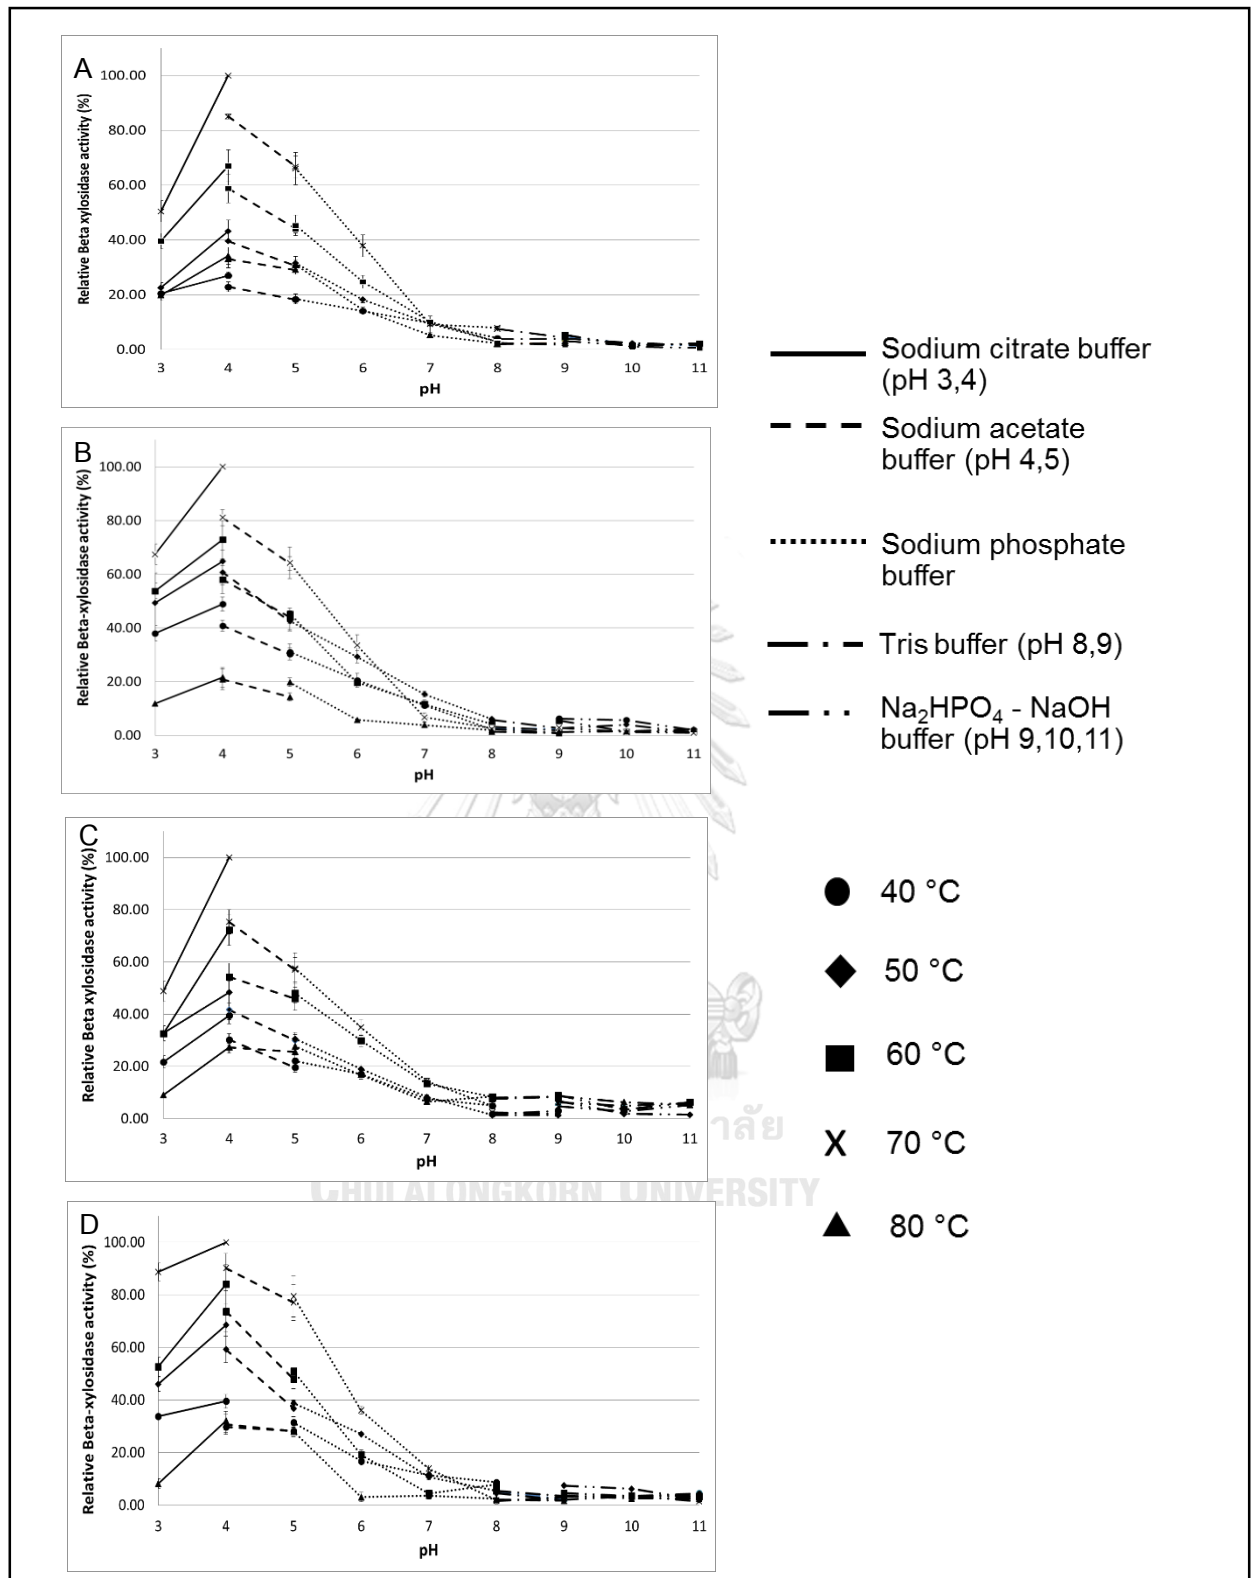 A
100.00
80.00
60.00
40.00
20.00
0.00
Relative Beta xylosidase activity (%)
3 4 5 6 7 8 9 10 11
pH
B
100.00
80.00
60.00
40.00
20.00
0.00
Relative Beta-xylosidase activity (%)
3 4 5 6 7 8 9 10 11
pH
C
100.00
80.00
60.00
40.00
20.00
0.00
Relative Beta xylosidase activity (%)
3 4 5 6 7 8 9 10 11
pH
D
100.00
80.00
60.00
40.00
20.00
0.00
Relative Beta-xylosidase activity (%)
3 4 5 6 7 8 9 10 11
pH
Sodium citrate buffer
(pH 3,4)
Sodium acetate
buffer (pH 4,5)
Sodium phosphate
buffer
Tris buffer (pH 8,9)
Na₂HPO₄ - NaOH
buffer (pH 9,10,11)
40 °C
50 °C
60 °C
70 °C
80 °C
าลัย
CHULALONGKORN UNIVERSITY